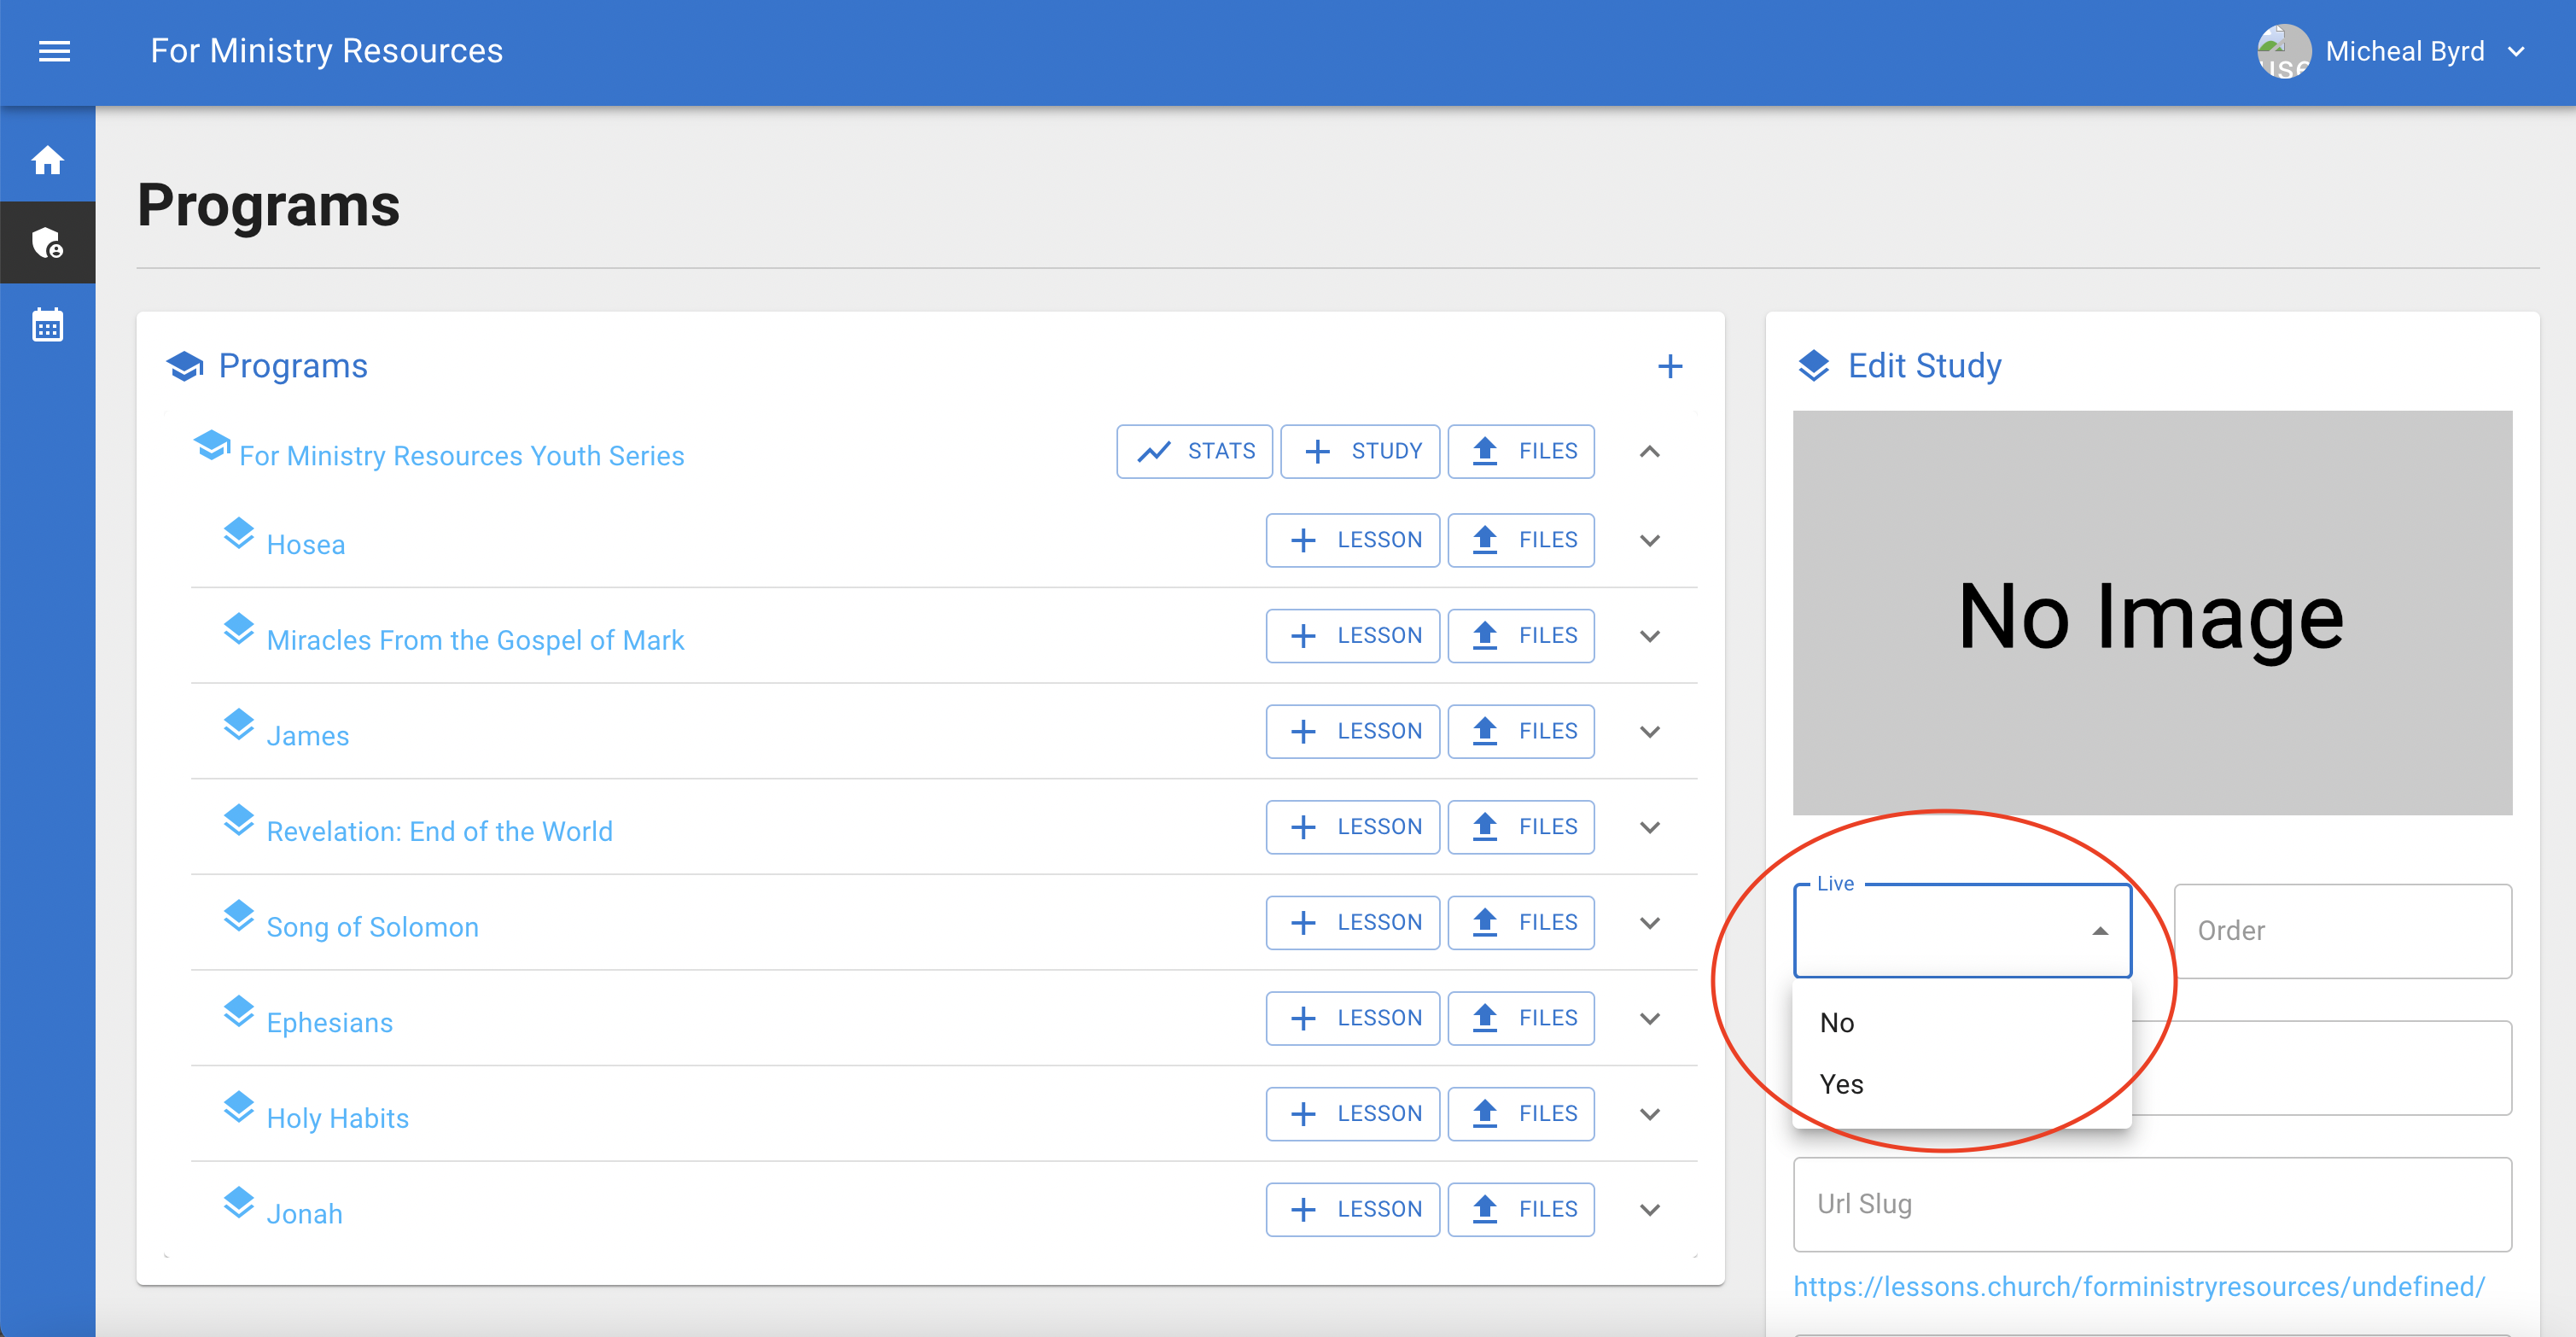 For Ministry Resources
Micheal Byrd
Programs
Programs
For Ministry Resources Youth Series
STATS
STUDY
FILES
Hosea
LESSON
FILES
Miracles From the Gospel of Mark
LESSON
FILES
James
LESSON
FILES
Revelation: End of the World
LESSON
FILES
Song of Solomon
LESSON
FILES
Ephesians
LESSON
FILES
Holy Habits
LESSON
FILES
Jonah
LESSON
FILES
Edit Study
No Image
Live
Order
No
Yes
Url Slug
https://lessons.church/forministryresources/undefined/